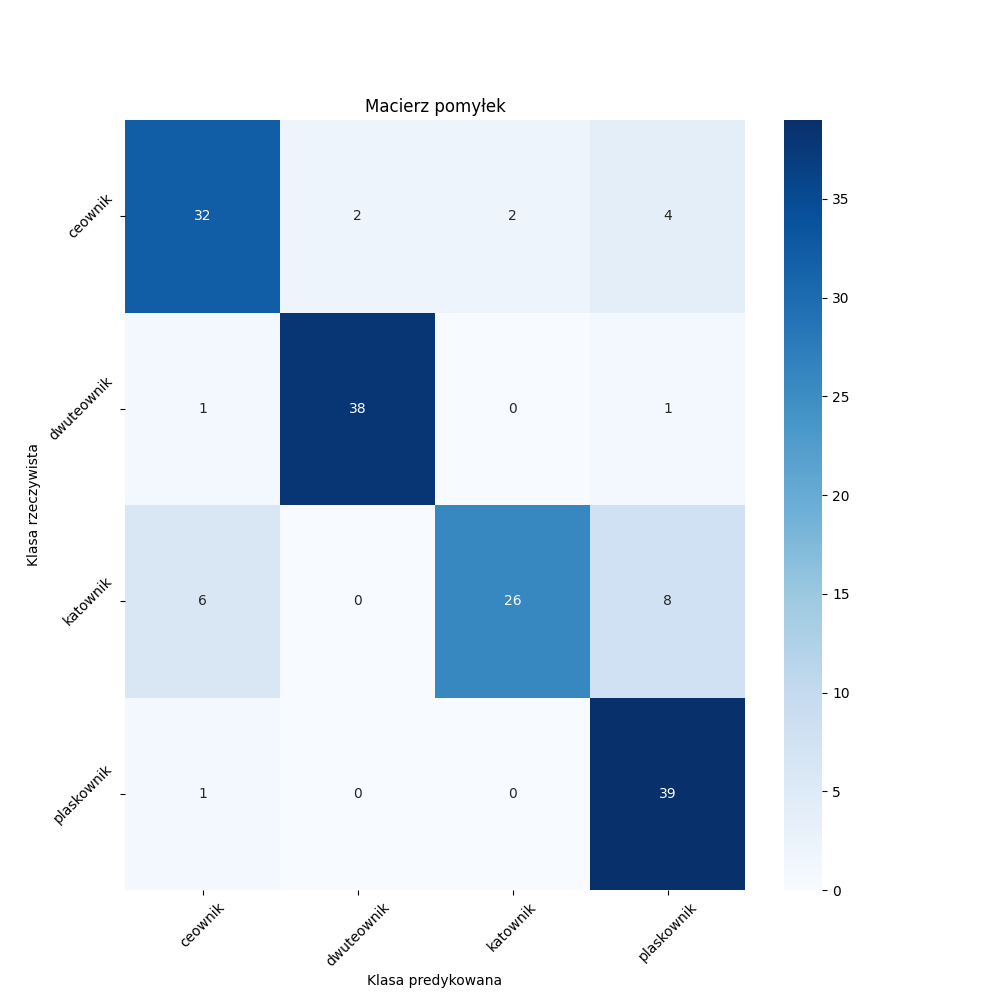 Macierz pomyłek
Klasa rzeczywista
ceownik
32 2 2 4
dwuteownik
1 38 0 1
katownik
6 0 26 8
plaskownik
1 0 0 39
ceownik dwuteownik katownik plaskownik
Klasa predykowana
35
30
25
20
15
10
5
0